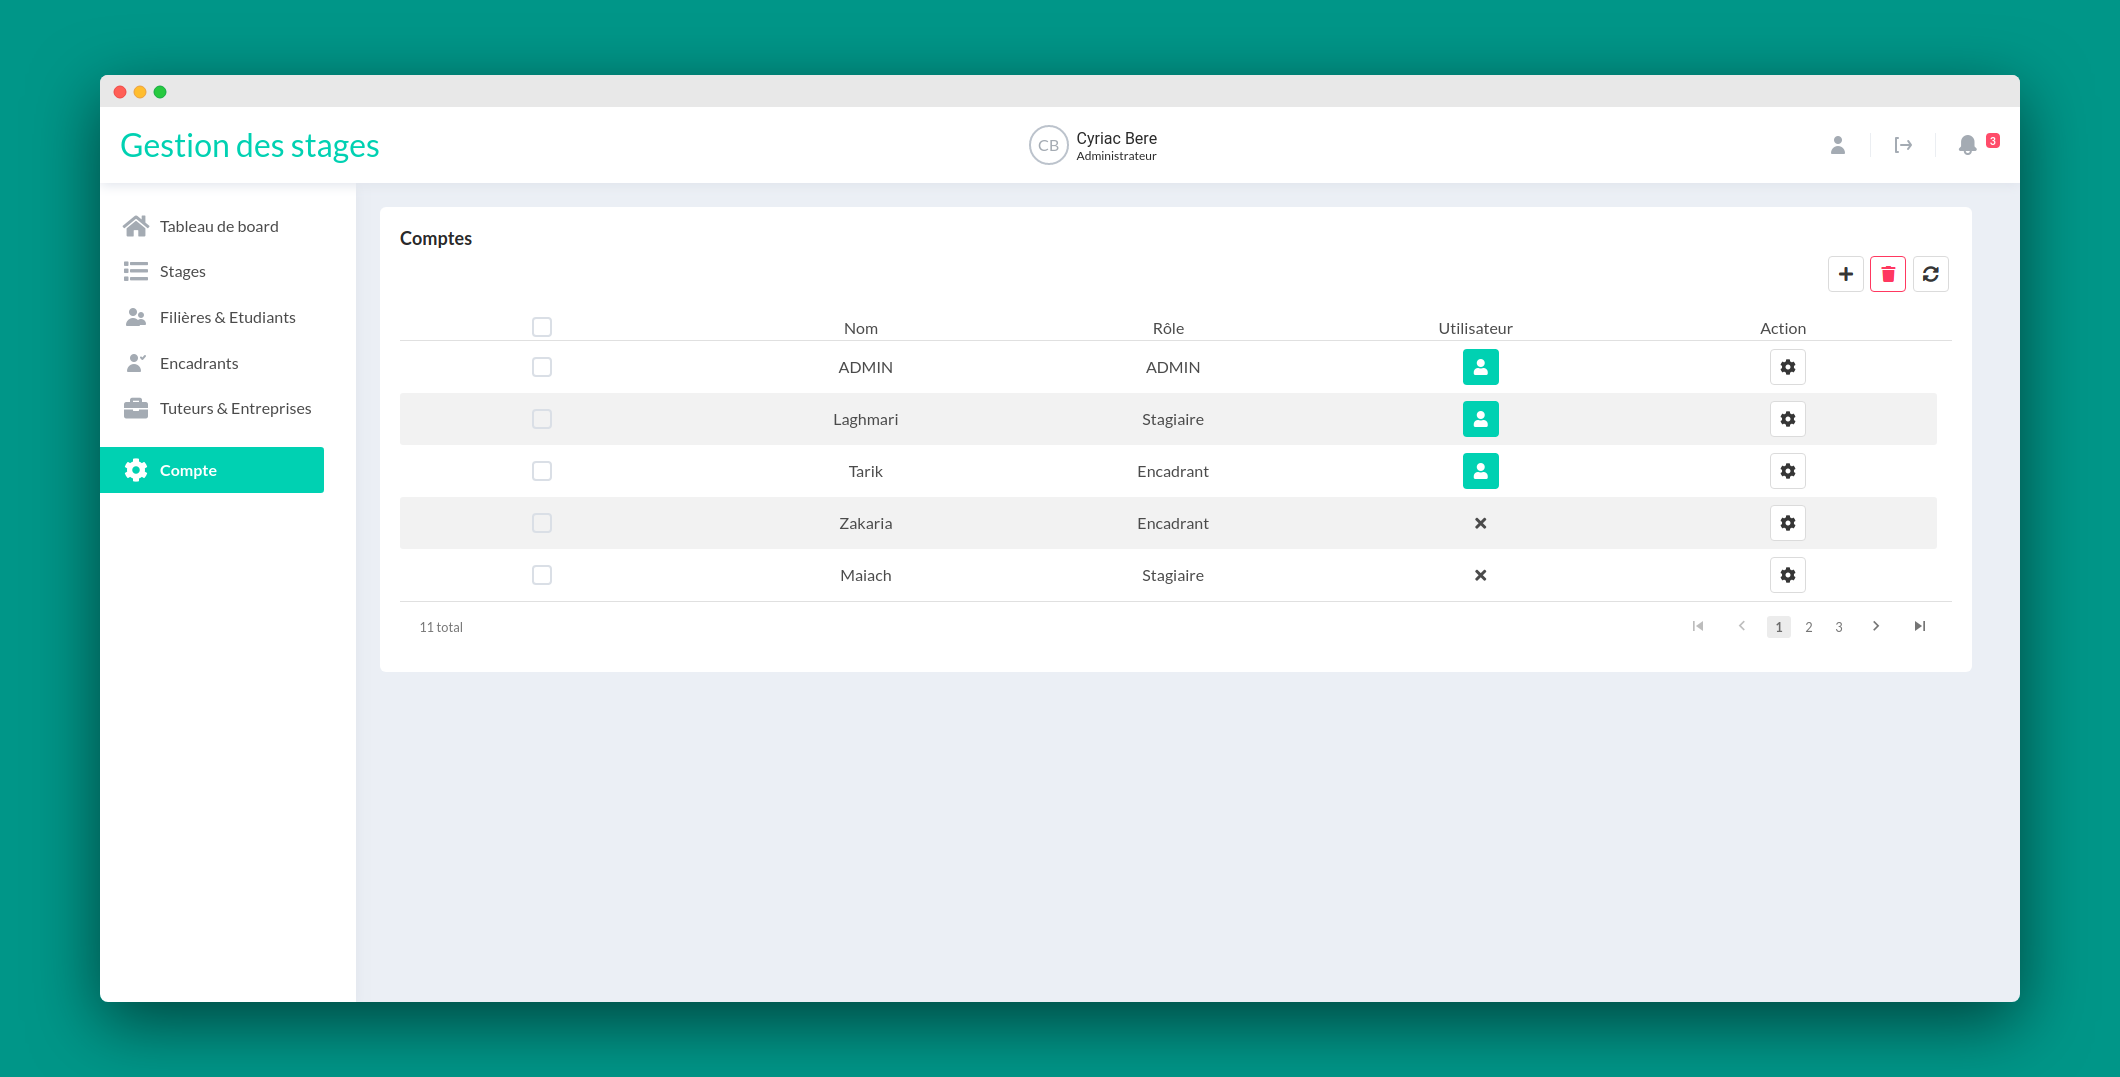 Gestion des stages
CB
Cyriac Bere
Administrateur
3
Tableau de board
Stages
Filières & Etudiants
Encadrants
Tuteurs & Entreprises
Compte
Comptes
Nom Rôle Utilisateur Action
ADMIN ADMIN
Laghmari Stagiaire
Tarik Encadrant
Zakaria Encadrant
Maiach Stagiaire
11 total 1 2 3